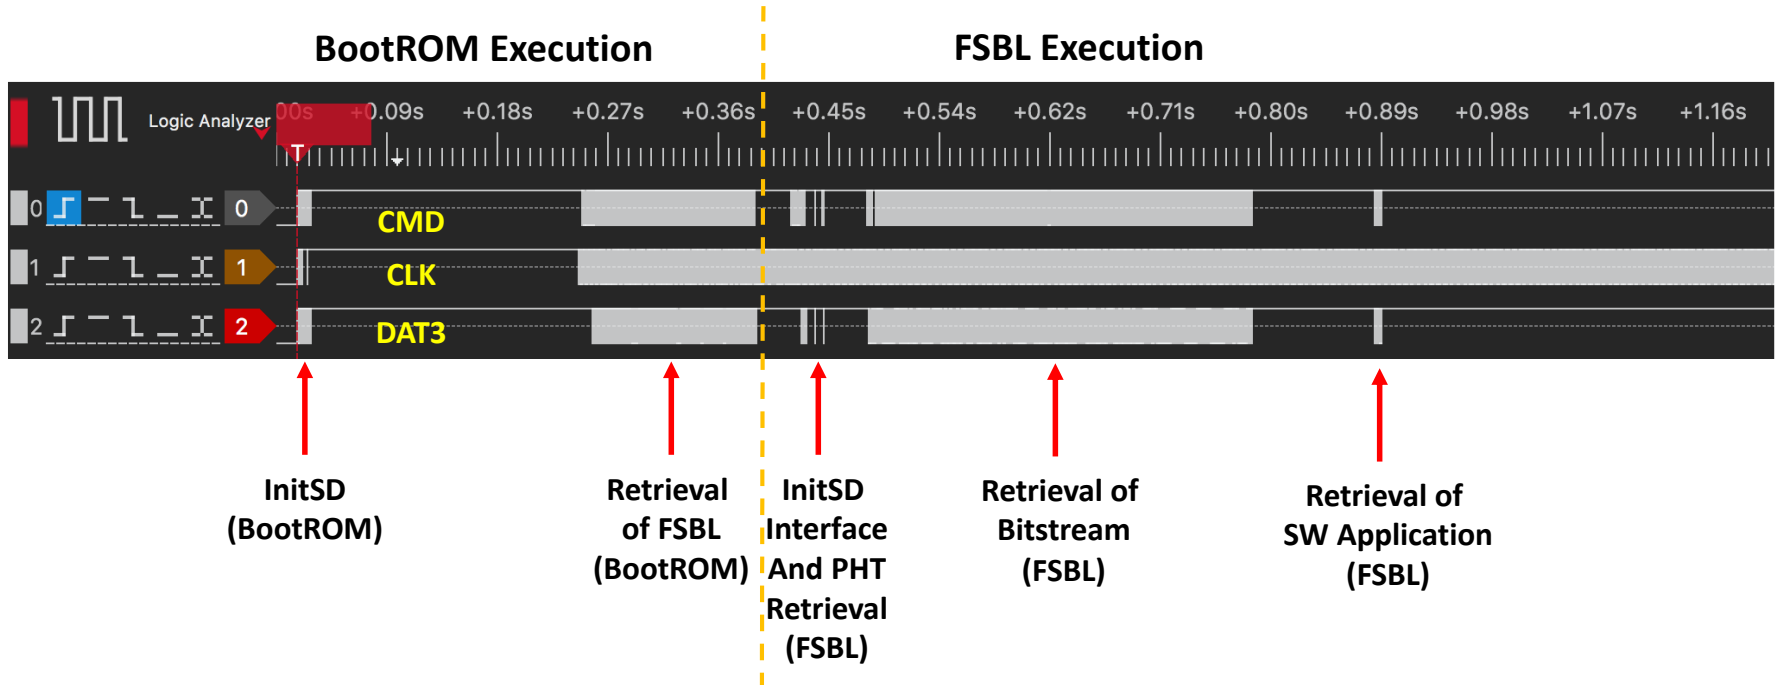 BootROM Execution
FSBL Execution
Logic Analyzer
00s +0.09s +0.18s +0.27s +0.36s +0.45s +0.54s +0.62s +0.71s +0.80s +0.89s +0.98s +1.07s +1.16s
T
0 0 CMD
1 1 CLK
2 2 DAT3
InitSD
(BootROM)
Retrieval
of FSBL
(BootROM)
InitSD
Interface
And PHT
Retrieval
(FSBL)
Retrieval of
Bitstream
(FSBL)
Retrieval of
SW Application
(FSBL)